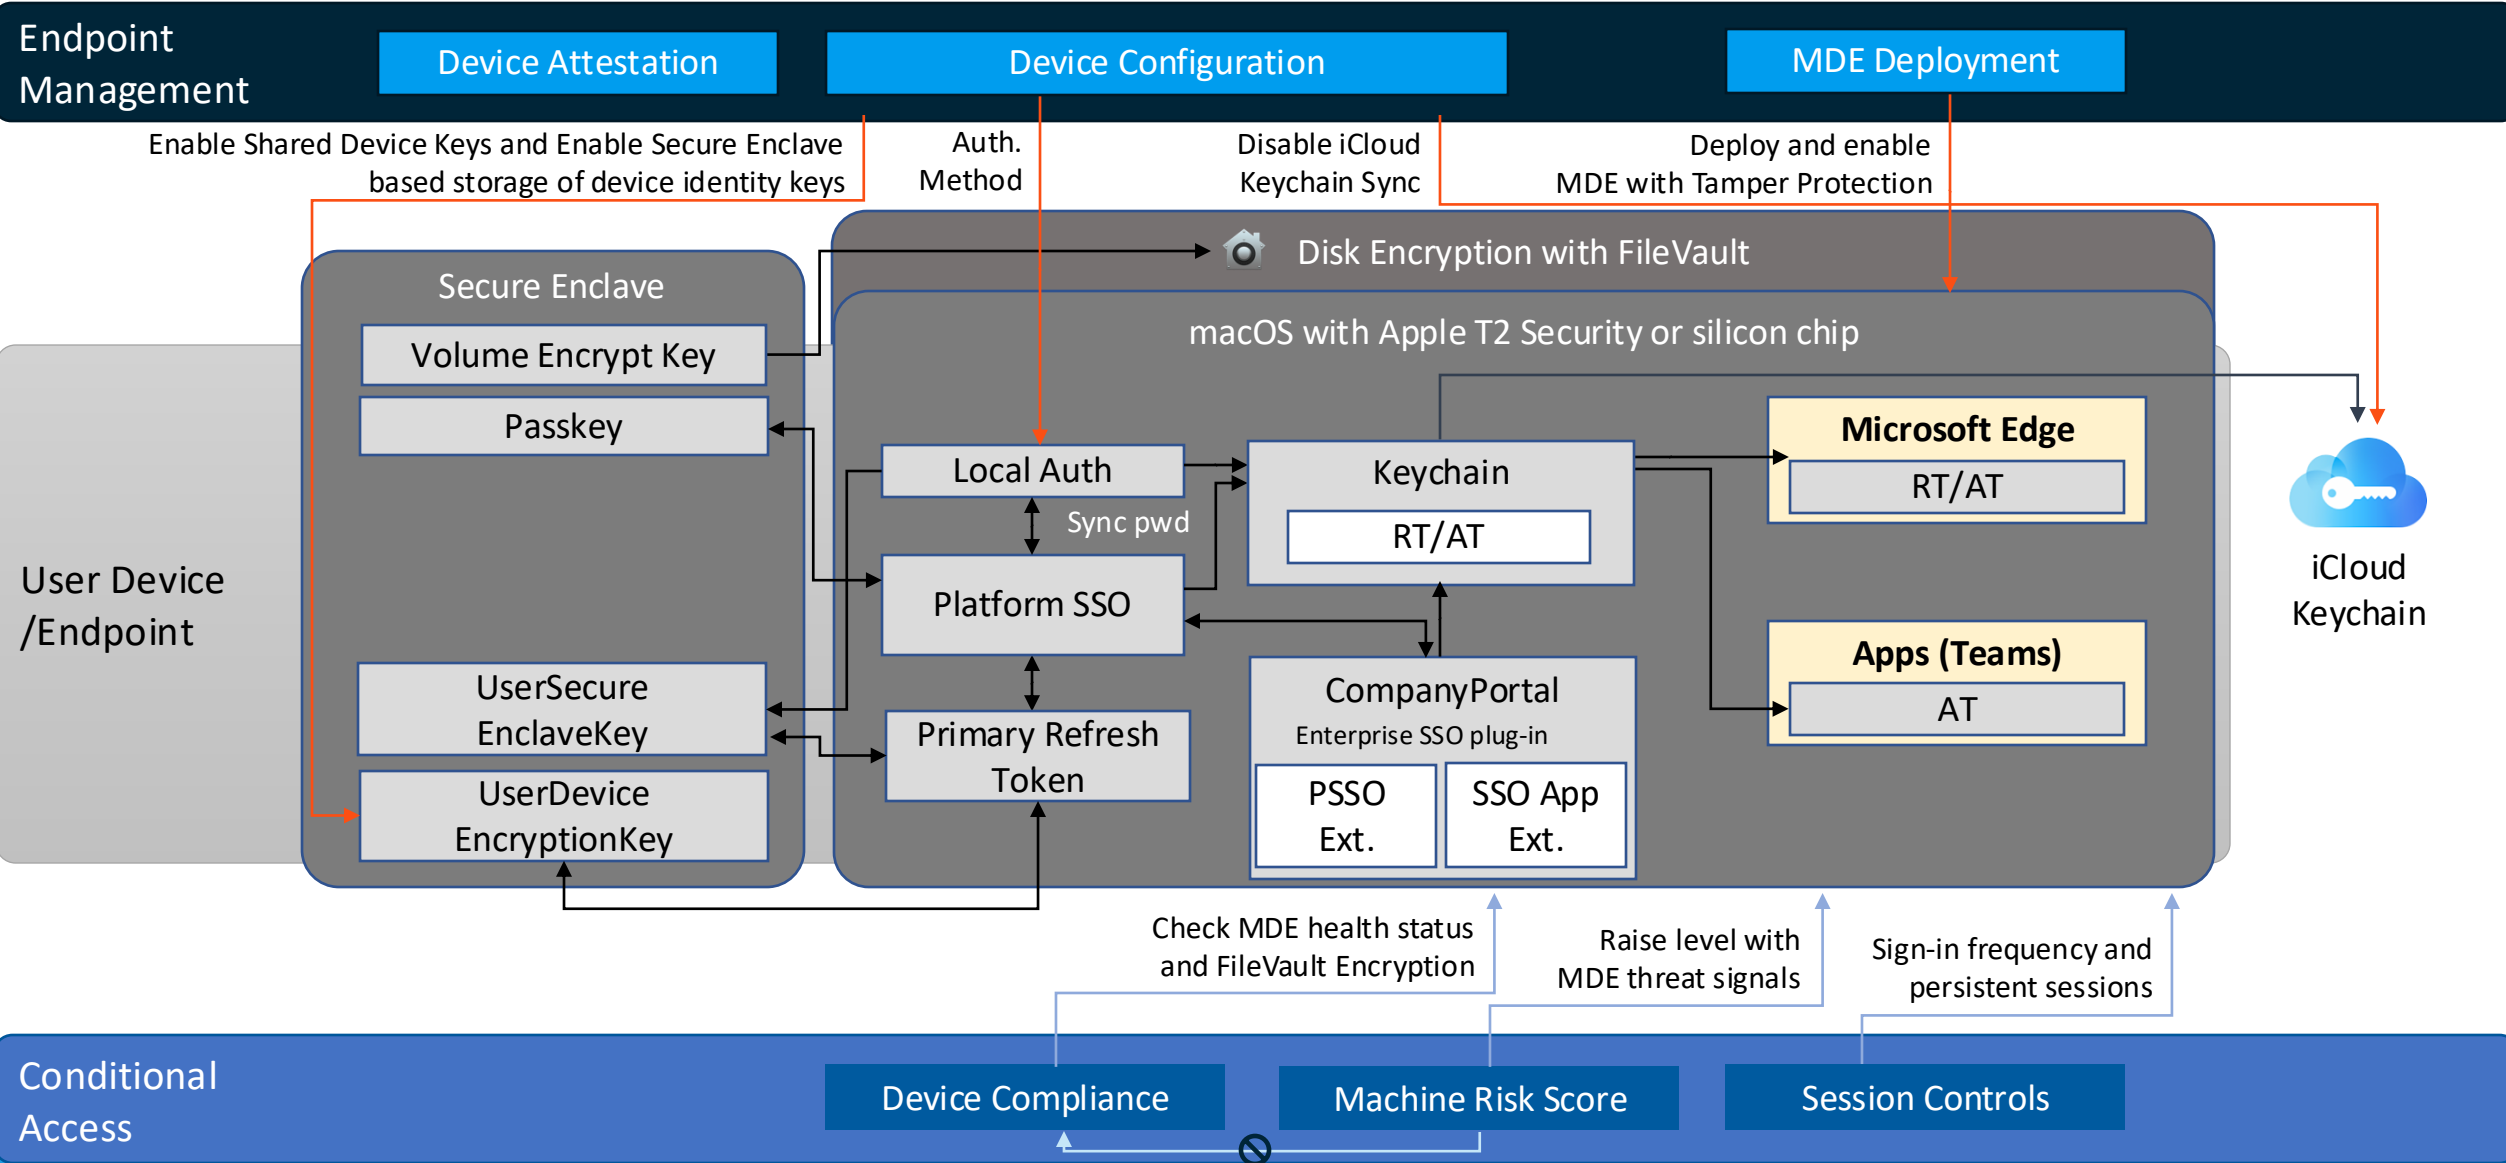 Endpoint
Management
Device Attestation
Device Configuration
MDE Deployment
Enable Shared Device Keys and Enable Secure Enclave
based storage of device identity keys
Auth.
Method
Disable iCloud
Keychain Sync
Deploy and enable
MDE with Tamper Protection
Disk Encryption with FileVault
Secure Enclave
macOS with Apple T2 Security or silicon chip
Volume Encrypt Key
Passkey
Local Auth
Sync pwd
Platform SSO
Keychain
RT/AT
Microsoft Edge
RT/AT
iCloud
Keychain
User Device
/Endpoint
UserSecure
EnclaveKey
Primary Refresh
Token
CompanyPortal
Enterprise SSO plug-in
PSSO
Ext.
SSO App
Ext.
Apps (Teams)
AT
UserDevice
EncryptionKey
Check MDE health status
and FileVault Encryption
Raise level with
MDE threat signals
Sign-in frequency and
persistent sessions
Conditional
Access
Device Compliance
Machine Risk Score
Session Controls